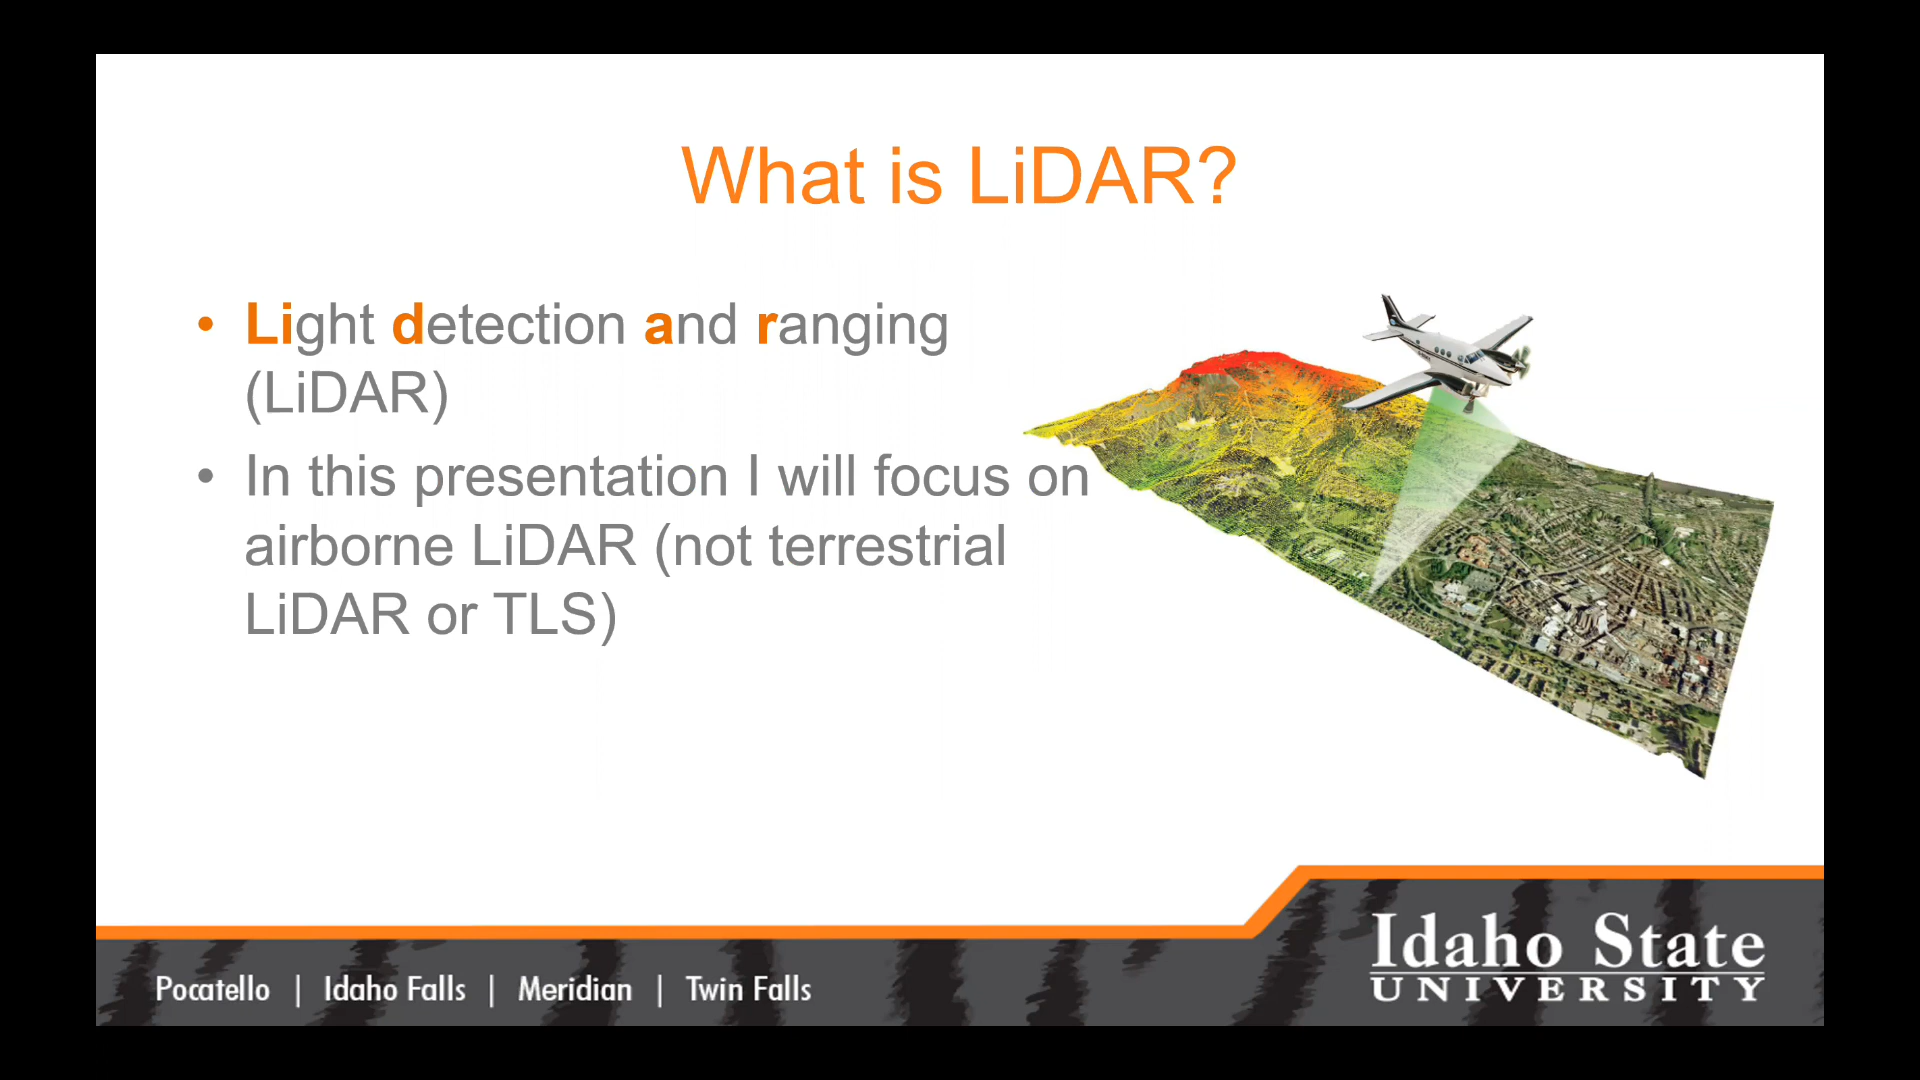 What is LiDAR?
• Light detection and ranging
(LiDAR)
• In this presentation I will focus on
airborne LiDAR (not terrestrial
LiDAR or TLS)
Pocatello | Idaho Falls | Meridian | Twin Falls
Idaho State
UNIVERSITY